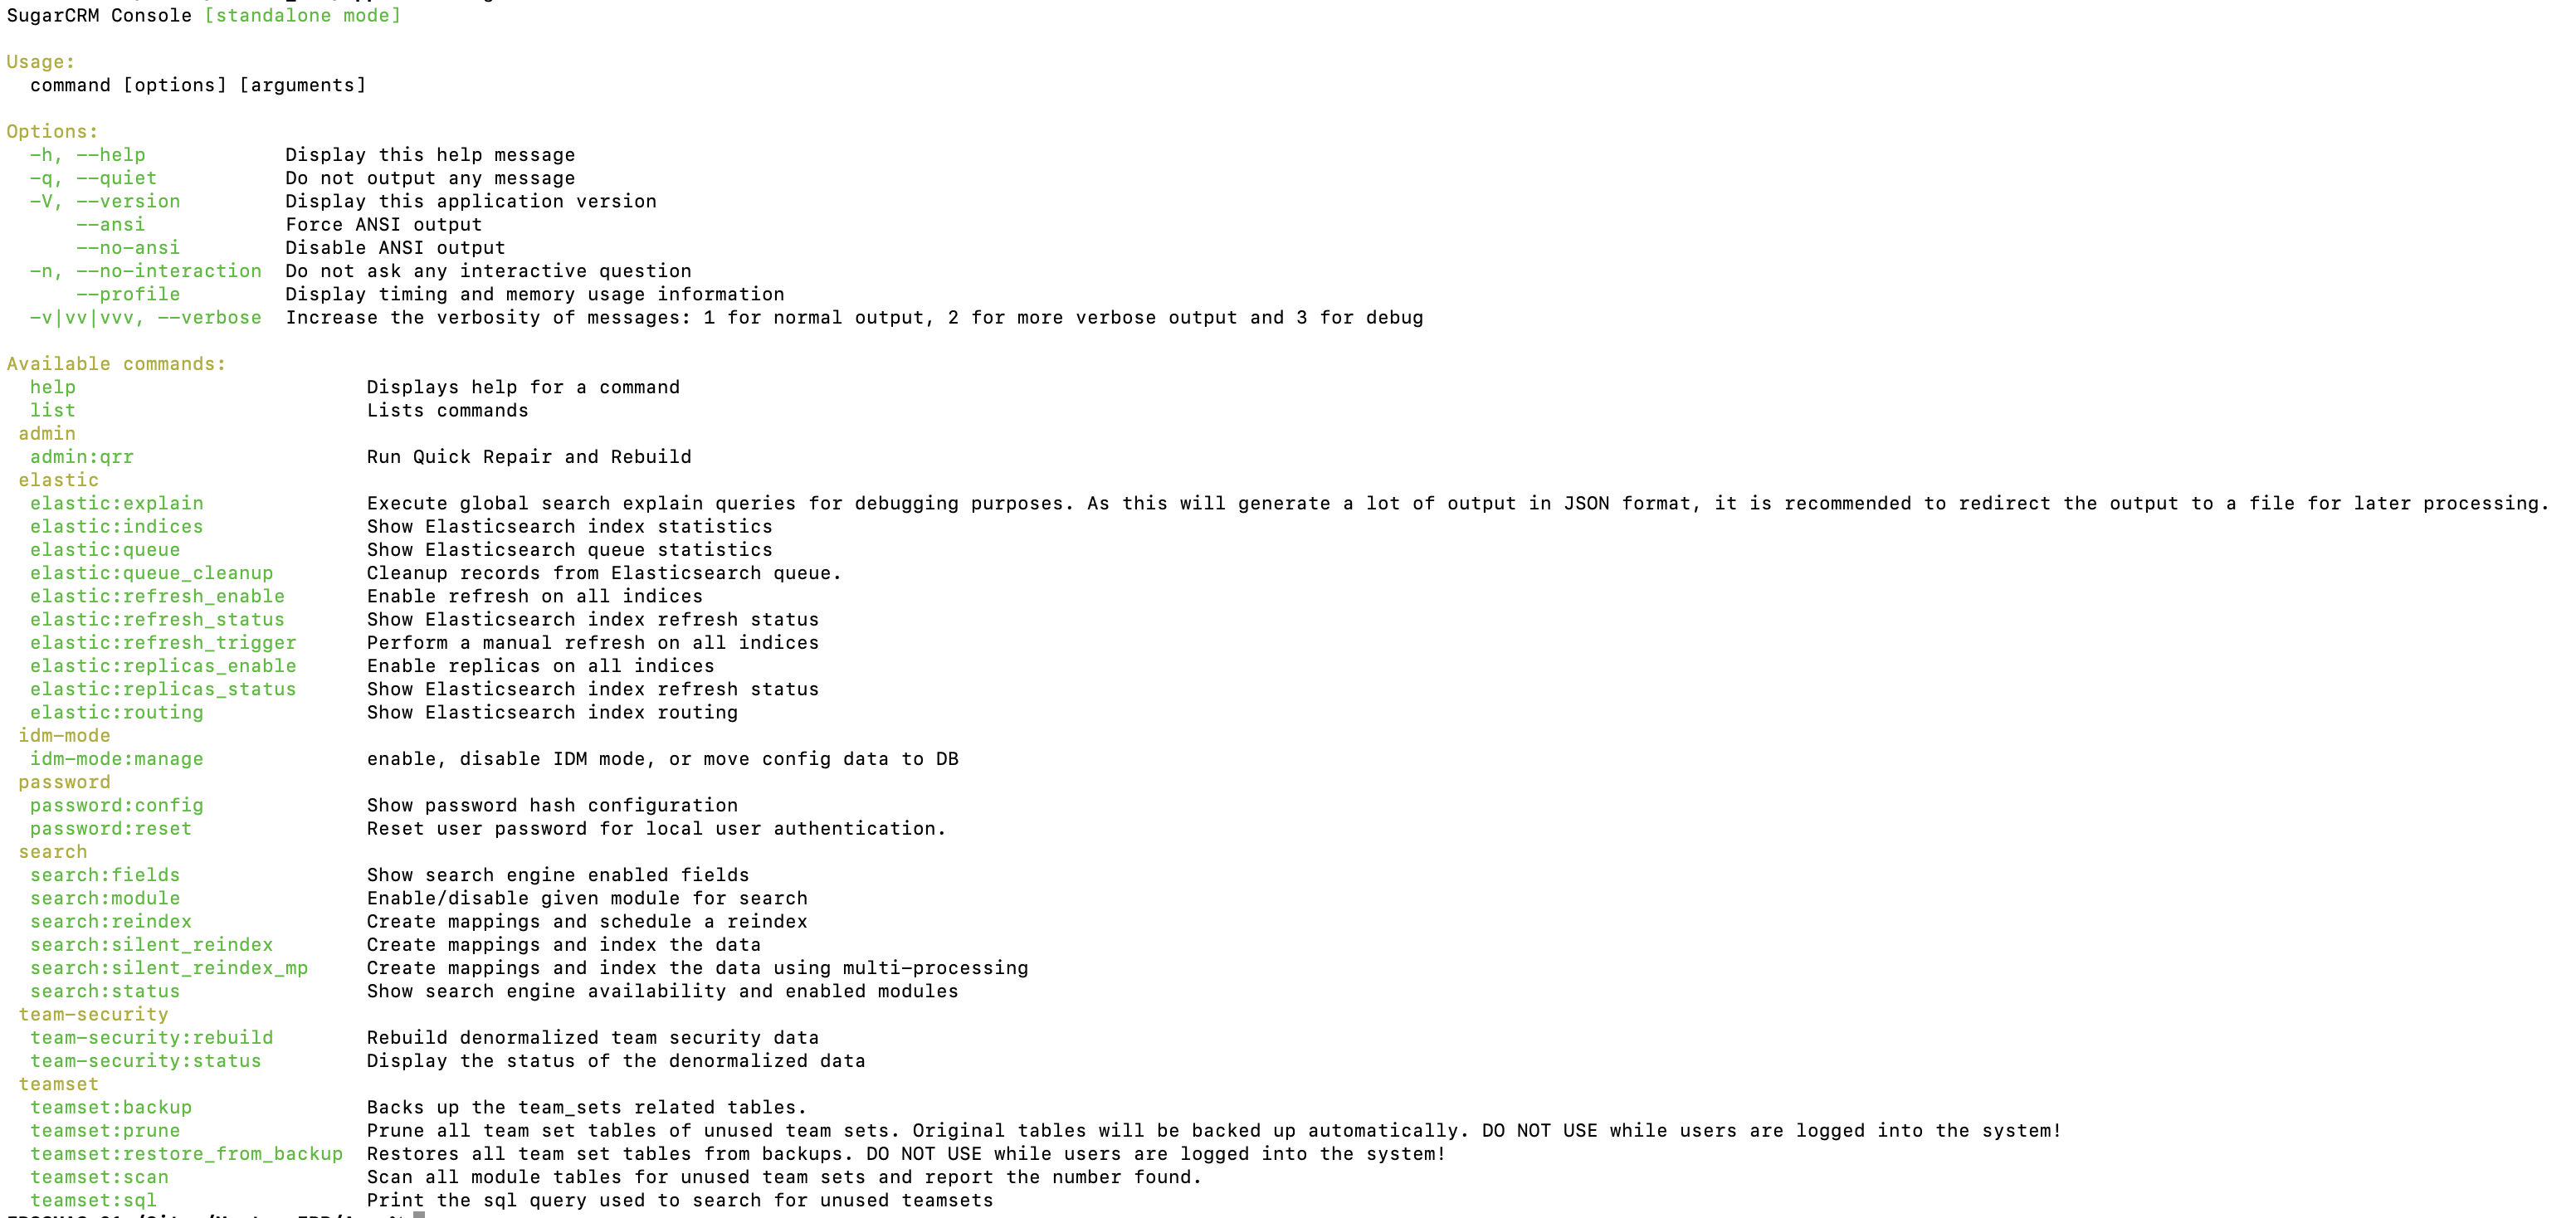 SugarCRM Console [standalone mode]
Usage:
command [options] [arguments]
Options:
-h, --help Display this help message
-q, --quiet Do not output any message
-V, --version Display this application version
--ansi Force ANSI output
--no-ansi Disable ANSI output
-n, --no-interaction Do not ask any interactive question
--profile Display timing and memory usage information
-v|vv|vvv, --verbose Increase the verbosity of messages: 1 for normal output, 2 for more verbose output and 3 for debug
Available commands:
help Displays help for a command
list Lists commands
admin
admin:qrr Run Quick Repair and Rebuild
elastic
elastic:explain Execute global search explain queries for debugging purposes. As this will generate a lot of output in JSON format, it is recommended to redirect the output to a file for later processing.
elastic:indices Show Elasticsearch index statistics
elastic:queue Show Elasticsearch queue statistics
elastic:queue_cleanup Cleanup records from Elasticsearch queue.
elastic:refresh_enable Enable refresh on all indices
elastic:refresh_status Show Elasticsearch index refresh status
elastic:refresh_trigger Perform a manual refresh on all indices
elastic:replicas_enable Enable replicas on all indices
elastic:replicas_status Show Elasticsearch index refresh status
elastic:routing Show Elasticsearch index routing
idm-mode
idm-mode:manage enable, disable IDM mode, or move config data to DB
password
password:config Show password hash configuration
password:reset Reset user password for local user authentication.
search
search:fields Show search engine enabled fields
search:module Enable/disable given module for search
search:reindex Create mappings and schedule a reindex
search:silent_reindex Create mappings and index the data
search:silent_reindex_mp Create mappings and index the data using multi-processing
search:status Show search engine availability and enabled modules
team-security
team-security:rebuild Rebuild denormalized team security data
team-security:status Display the status of the denormalized data
teamset
teamset:backup Backs up the team_sets related tables.
teamset:prune Prune all team set tables of unused team sets. Original tables will be backed up automatically. DO NOT USE while users are logged into the system!
teamset:restore_from_backup Restores all team set tables from backups. DO NOT USE while users are logged into the system!
teamset:scan Scan all module tables for unused team sets and report the number found.
teamset:sql Print the sql query used to search for unused teamsets